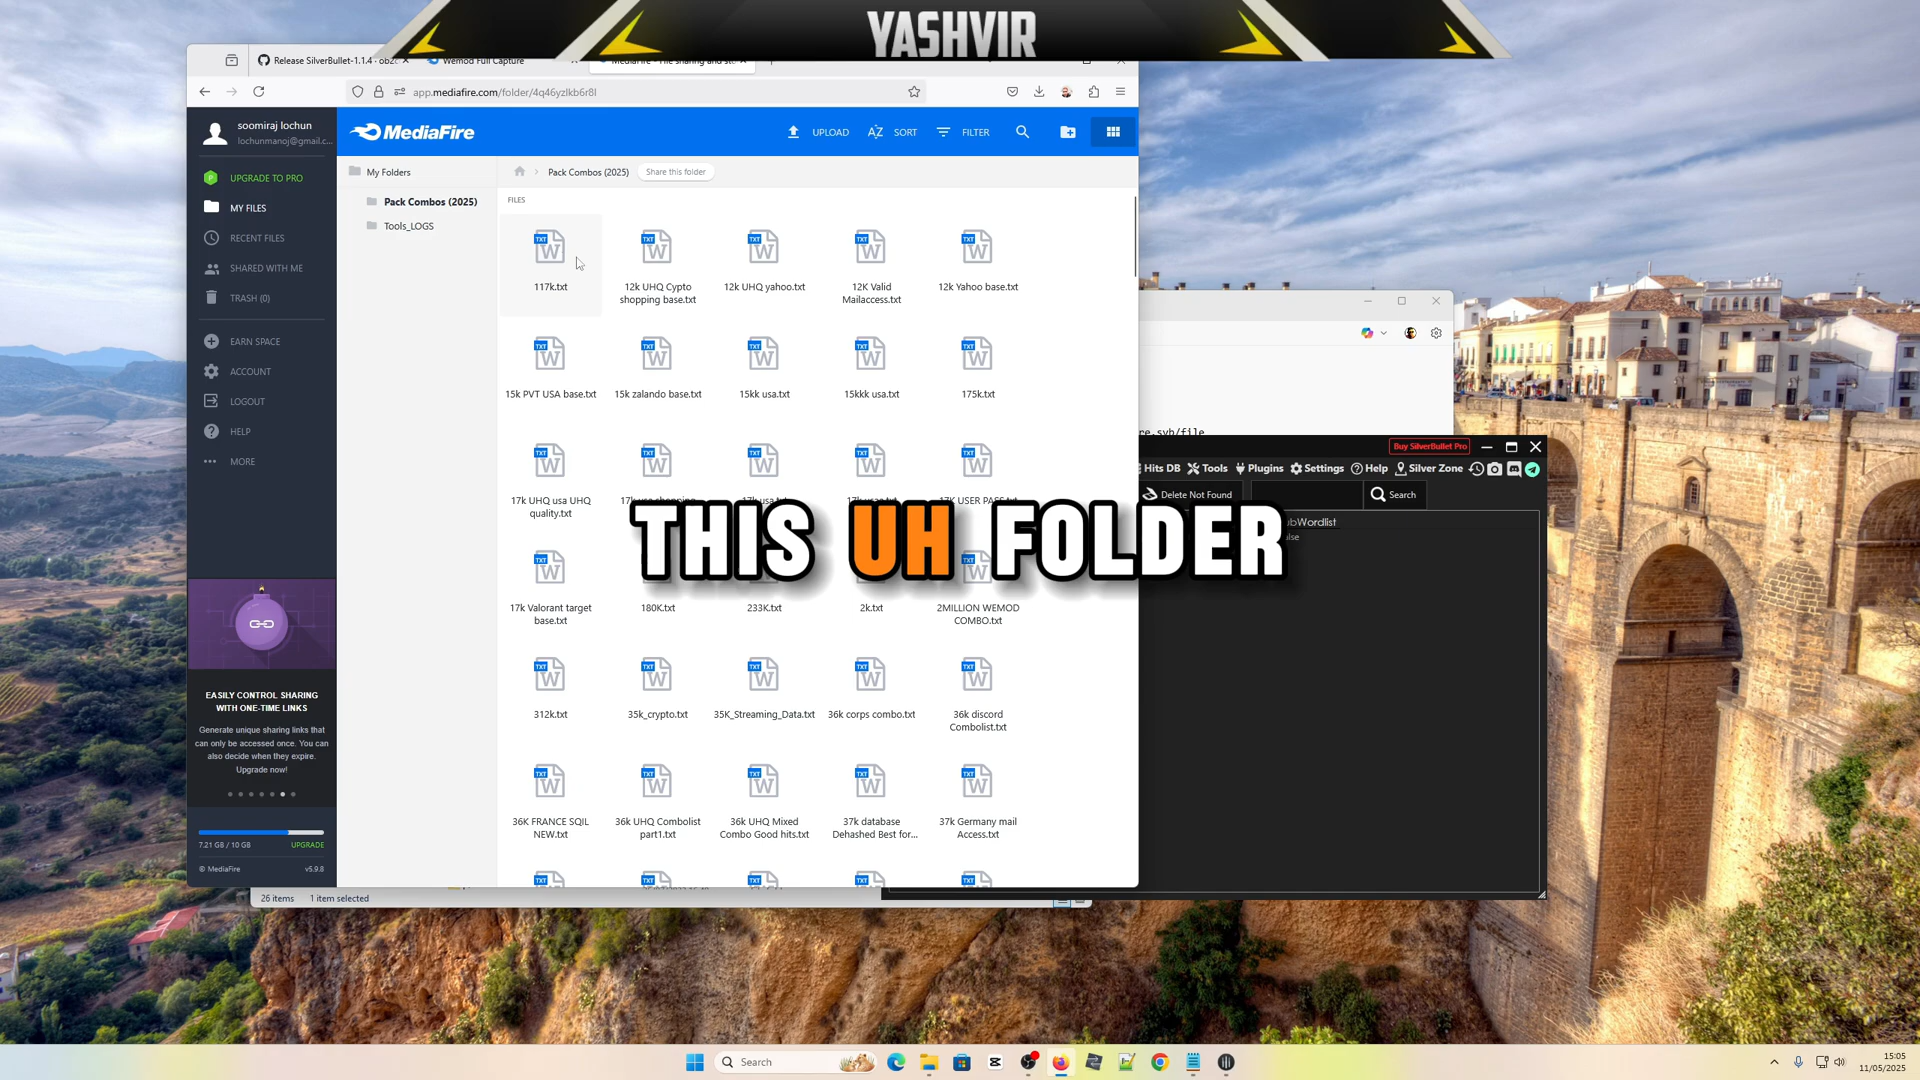 YASHVIR
Release SilverBullet-1.1.4 · ob2
Wemod Full Capture
app.mediafire.com/folder/4q46yzlkb6r8l
soomiraj lochun
lochunmanoj@gmail.c...
UPGRADE TO PRO
MY FILES
RECENT FILES
SHARED WITH ME
TRASH (0)
EARN SPACE
ACCOUNT
LOGOUT
HELP
MORE
EASILY CONTROL SHARING
WITH ONE-TIME LINKS
Generate unique sharing links that
can only be accessed once. You can
also decide when they expire.
Upgrade now!
7.21 GB / 10 GB UPGRADE
© MediaFire v5.9.8
MediaFire
UPLOAD SORT FILTER
My Folders
Pack Combos (2025)
Tools_LOGS
Pack Combos (2025) Share this folder
FILES
117k.txt
12k UHQ Cypto
shopping base.txt
12k UHQ yahoo.txt
12K Valid
Mailaccess.txt
12k Yahoo base.txt
15k PVT USA base.txt
15k zalando base.txt
15kk usa.txt
15kkk usa.txt
175k.txt
17k UHQ usa UHQ
quality.txt
17K USER PASS.txt
THIS UH FOLDER
17k Valorant target
base.txt
180K.txt
233K.txt
2k.txt
2MILLION WEMOD
COMBO.txt
312k.txt
35k_crypto.txt
35K_Streaming_Data.txt
36k corps combo.txt
36k discord
Combolist.txt
36K FRANCE SQIL
NEW.txt
36k UHQ Combolist
part1.txt
36k UHQ Mixed
Combo Good hits.txt
37k database
Dehashed Best for...
37k Germany mail
Access.txt
26 items 1 item selected
re.svb/file
Buy SilverBullet Pro
Hits DB Tools Plugins Settings Help Silver Zone
Delete Not Found
Search
bWordlist
alse
Search
15:05
11/05/2025